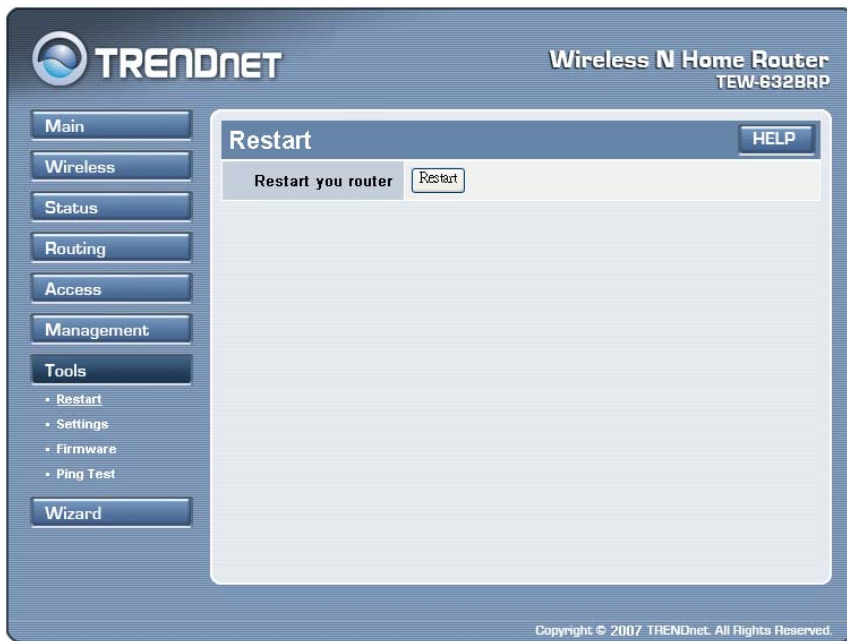 TRENDNET
Wireless N Home Router
TEW-632BRP
Main
Wireless
Status
Routing
Access
Management
Tools
• Restart
• Settings
• Firmware
• Ping Test
Wizard
Restart
HELP
Restart you router
Restart
Copyright © 2007 TRENDnet. All Rights Reserved.